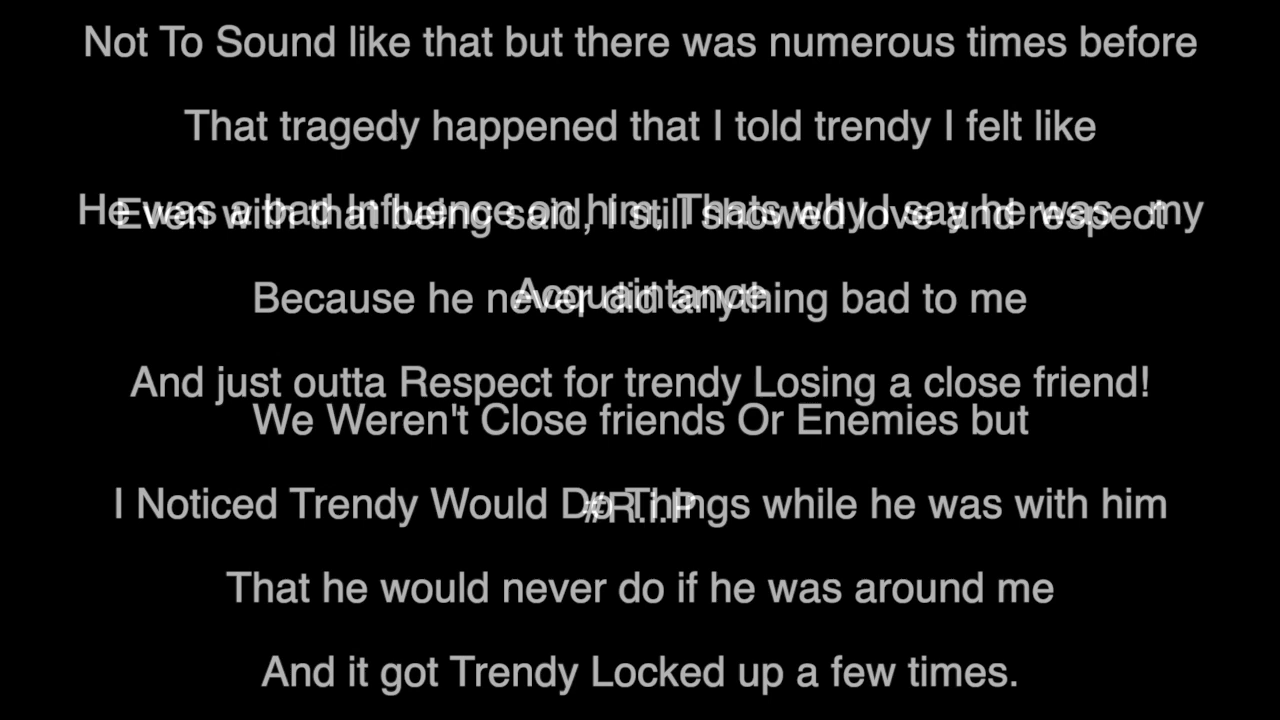 Not To Sound like that but there was numerous times before
That tragedy happened that I told trendy I felt like
He was a bad Influence on him, Thats why I say he was my
Even with that being said, I still showed love and respect
Acquaintance
Because he never did anything bad to me
And just outta Respect for trendy Losing a close friend!
We Weren't Close friends Or Enemies but
I Noticed Trendy Would Do Things while he was with him
#R.i.P
That he would never do if he was around me
And it got Trendy Locked up a few times.